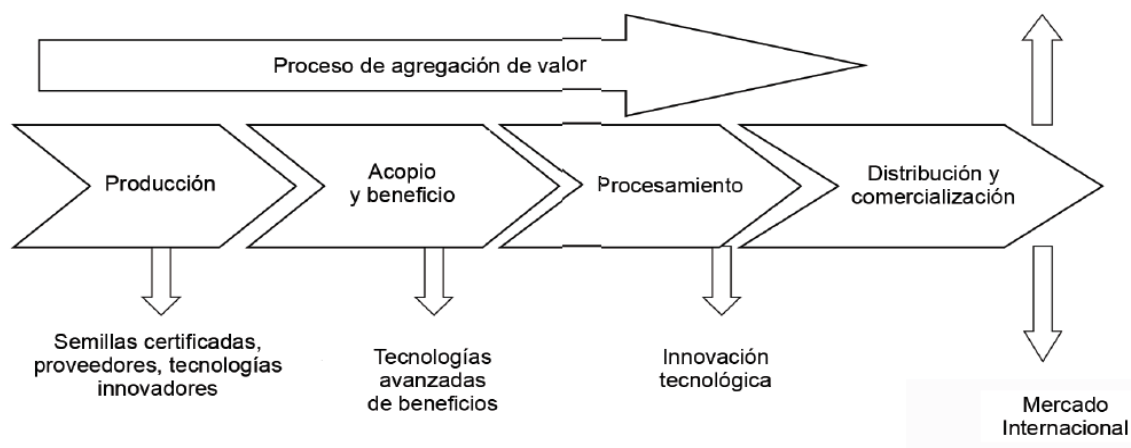 Proceso de agregación de valor
Producción
Acopio
y beneficio
Procesamiento
Distribución y
comercialización
Semillas certificadas,
proveedores, tecnologías
innovadores
Tecnologías
avanzadas
de beneficios
Innovación
tecnológica
Mercado
Internacional